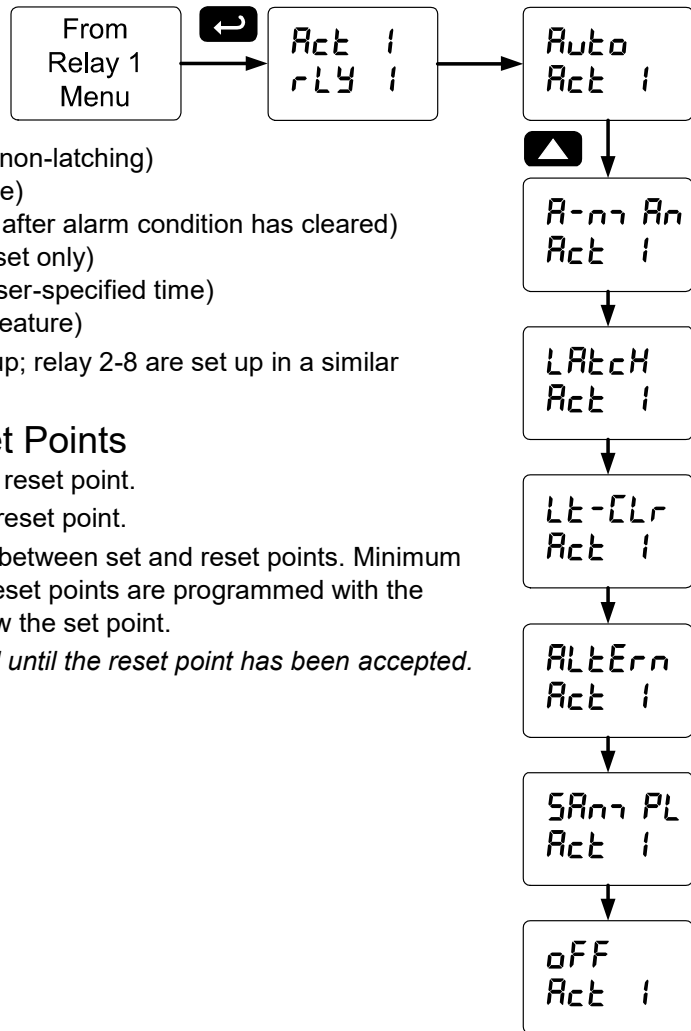 From
Relay 1
Menu
Act 1
rLY 1
Auto
Act 1
non-latching)
e)
after alarm condition has cleared)
set only)
ser-specified time)
eature)
up; relay 2-8 are set up in a similar
A-mAn
Act 1
LAtcH
Act 1
t Points
reset point.
reset point.
between set and reset points. Minimum
eset points are programmed with the
w the set point.
until the reset point has been accepted.
Lt-CLr
Act 1
ALtErn
Act 1
SAmPL
Act 1
oFF
Act 1